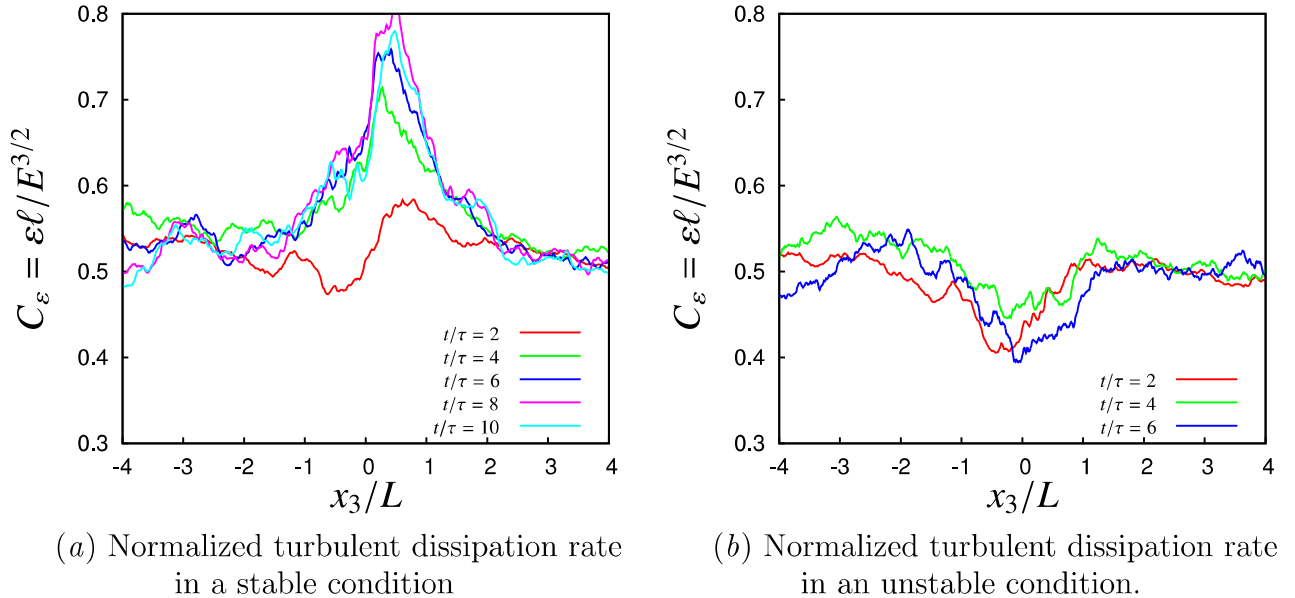 0.8
0.7
0.6
0.5
0.4
0.3
C_ε = εℓ/E^{3/2}
t/τ = 2
t/τ = 4
t/τ = 6
t/τ = 8
t/τ = 10
-4 -3 -2 -1 0 1 2 3 4
x_3/L
(a) Normalized turbulent dissipation rate
in a stable condition
0.8
0.7
0.6
0.5
0.4
0.3
C_ε = εℓ/E^{3/2}
t/τ = 2
t/τ = 4
t/τ = 6
-4 -3 -2 -1 0 1 2 3 4
x_3/L
(b) Normalized turbulent dissipation rate
in an unstable condition.